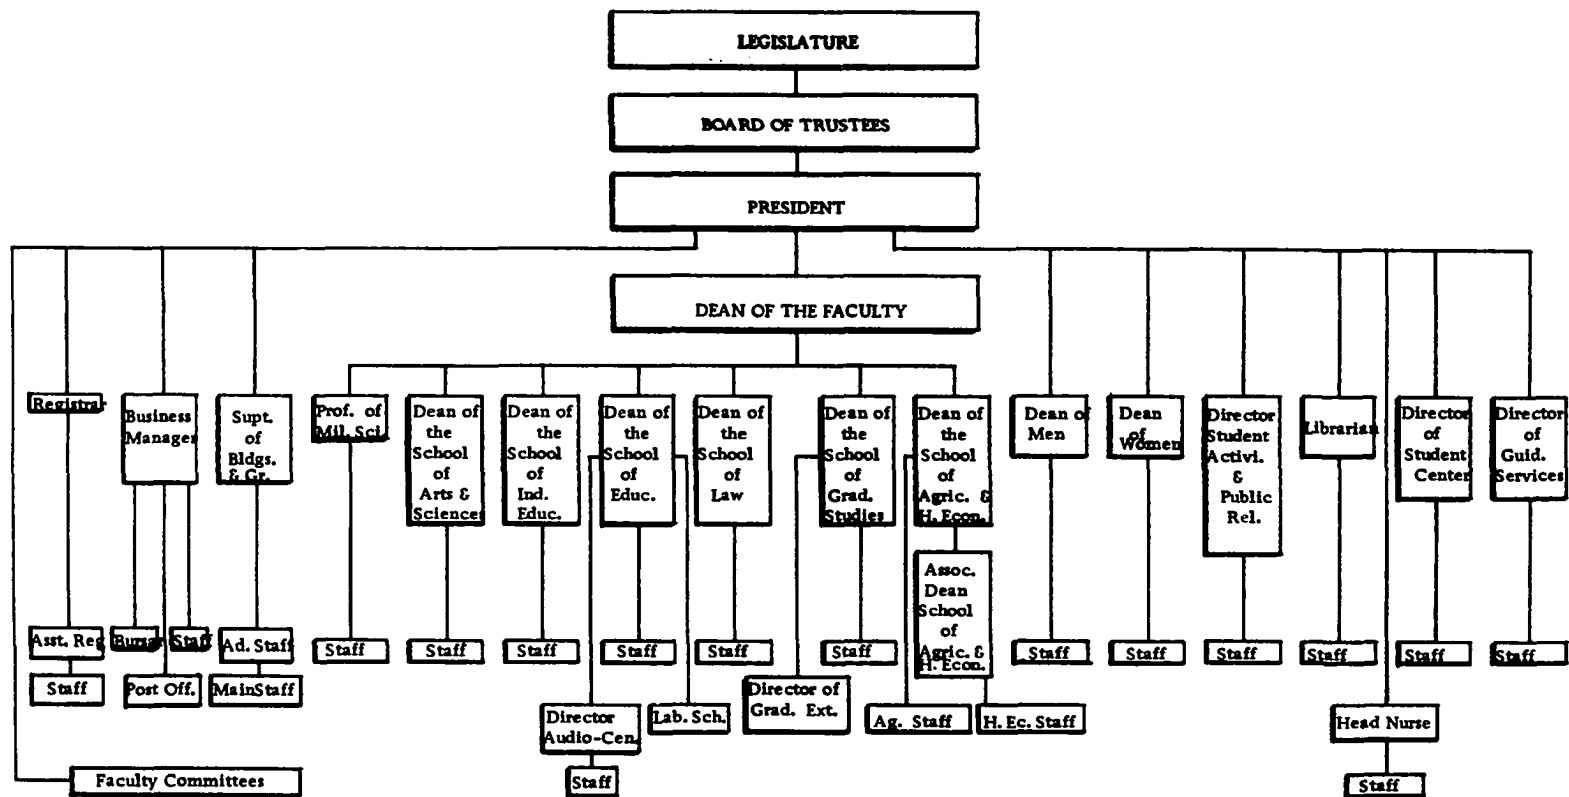 LEGISLATURE
BOARD OF TRUSTEES
PRESIDENT
DEAN OF THE FACULTY
Registrar
Business
Manager
Supt.
of
Bldgs.
& Gr.
Prof. of
Mil. Sci.
Dean of
the
School
of
Arts &
Sciences
Dean of
the
School
of
Ind.
Educ.
Dean of
the
School
of
Educ.
Dean of
the
School
of
Law
Dean of
the
School
of
Grad.
Studies
Dean of
the
School
of
Agric. &
H. Econ.
Dean of
Men
Dean
of
Women
Director
Student
Activi.
&
Public
Rel.
Librarian
Director
of
Student
Center
Director
of
Guid.
Services
Assoc.
Dean
School
of
Agric. &
H. Econ.
Asst. Reg
Bursar
Staff
Ad. Staff
Staff
Staff
Staff
Staff
Staff
Staff
Staff
Staff
Staff
Staff
Staff
Staff
Staff
Post Off.
MainStaff
Director of
Grad. Ext.
Director
Audio-Cen.
Lab. Sch.
Ag. Staff
H. Ec. Staff
Head Nurse
Faculty Committees
Staff
Staff